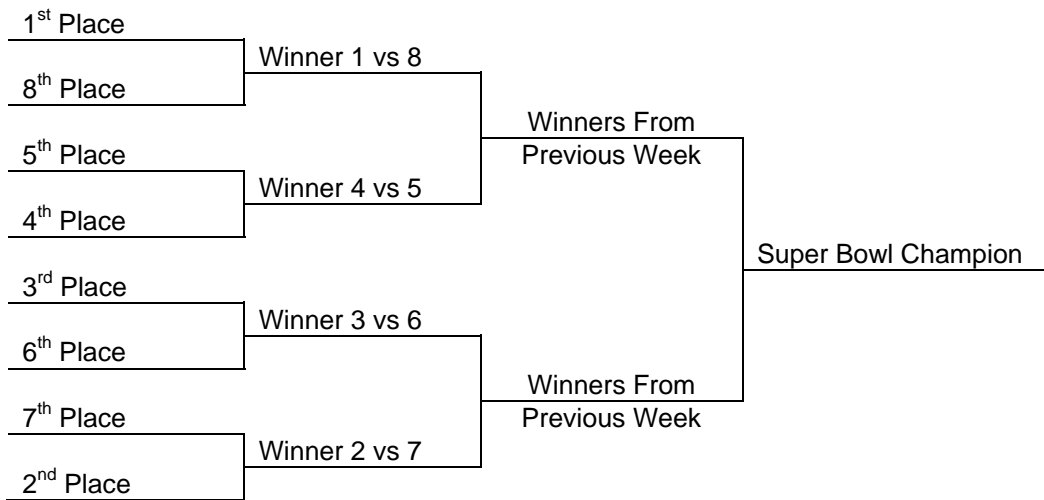 1st Place
Winner 1 vs 8
8th Place
Winners From
Previous Week
5th Place
Winner 4 vs 5
4th Place
Super Bowl Champion
3rd Place
Winner 3 vs 6
6th Place
Winners From
Previous Week
7th Place
Winner 2 vs 7
2nd Place